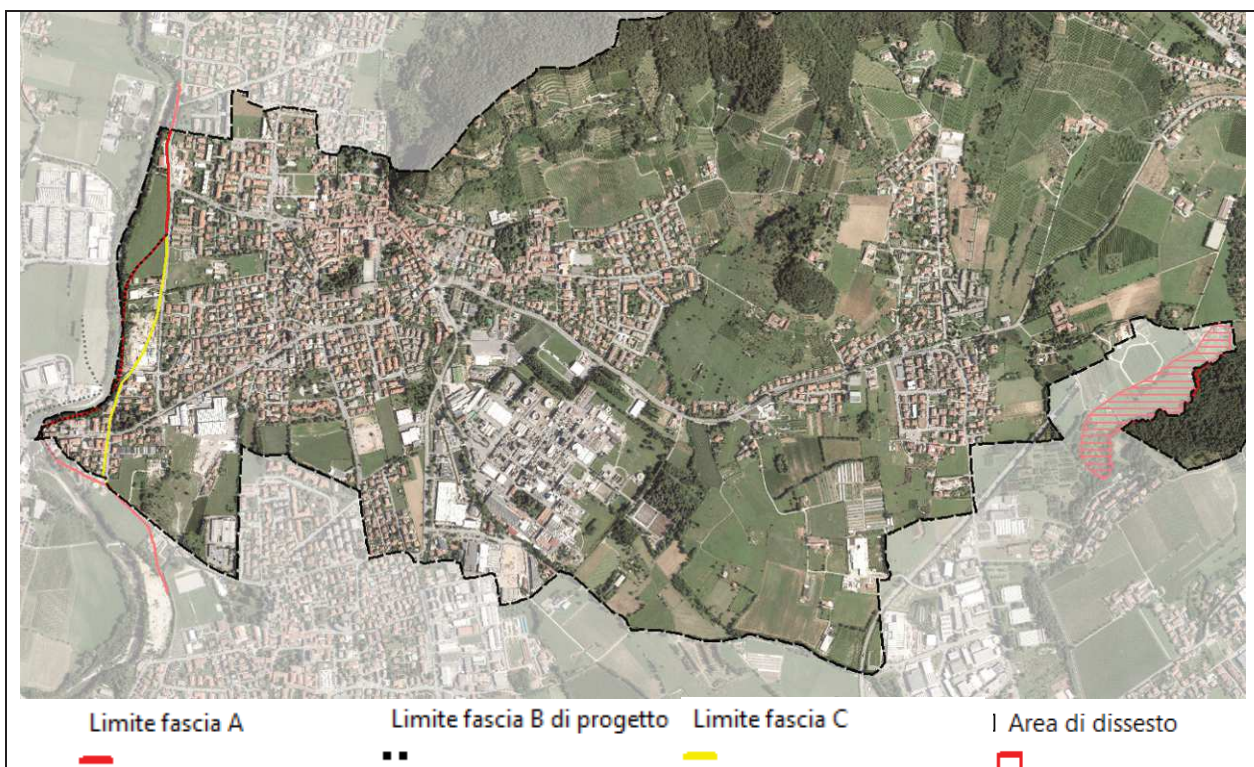 Limite fascia A
Limite fascia B di progetto
Limite fascia C
Area di dissesto